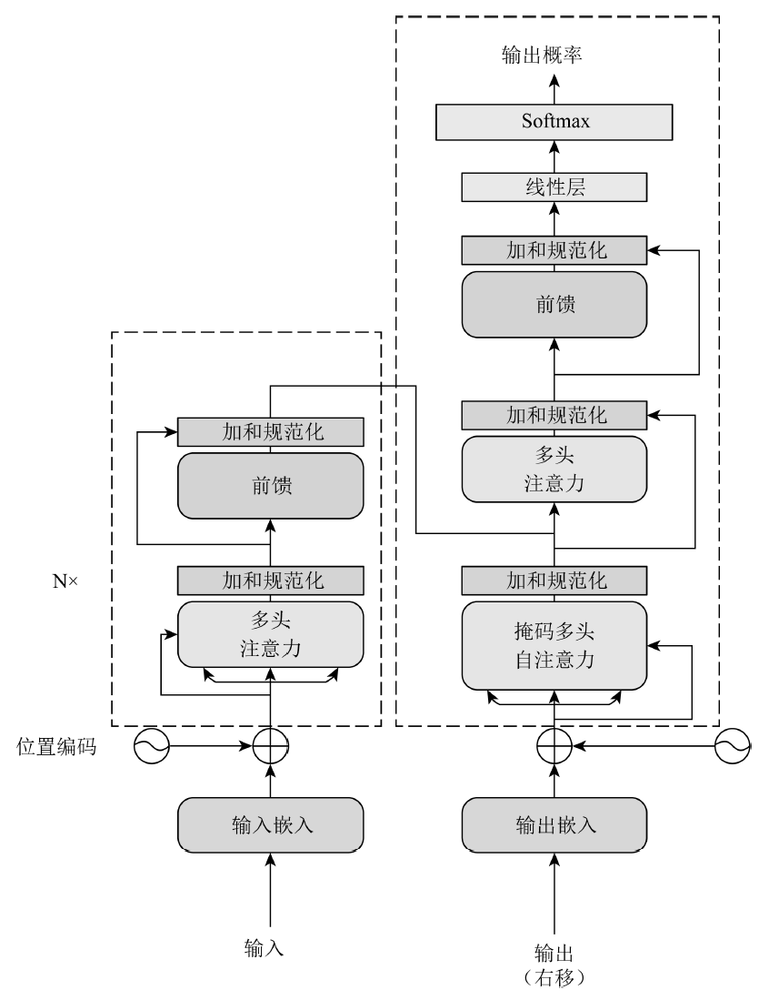 输出概率
Softmax
线性层
加和规范化
前馈
加和规范化
多头
注意力
加和规范化
掩码多头
自注意力
加和规范化
前馈
加和规范化
多头
注意力
N×
位置编码
输入嵌入
输出嵌入
输入
输出
（右移）